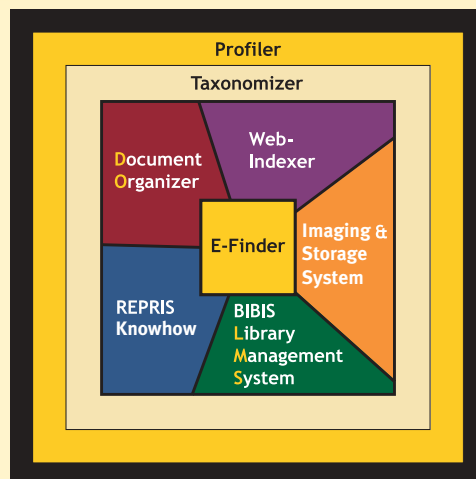 Profiler
Taxonomizer
Document
Organizer
Web-
Indexer
Imaging &
Storage
System
E-Finder
REPRIS
Knowhow
BIBIS
Library
Management
System